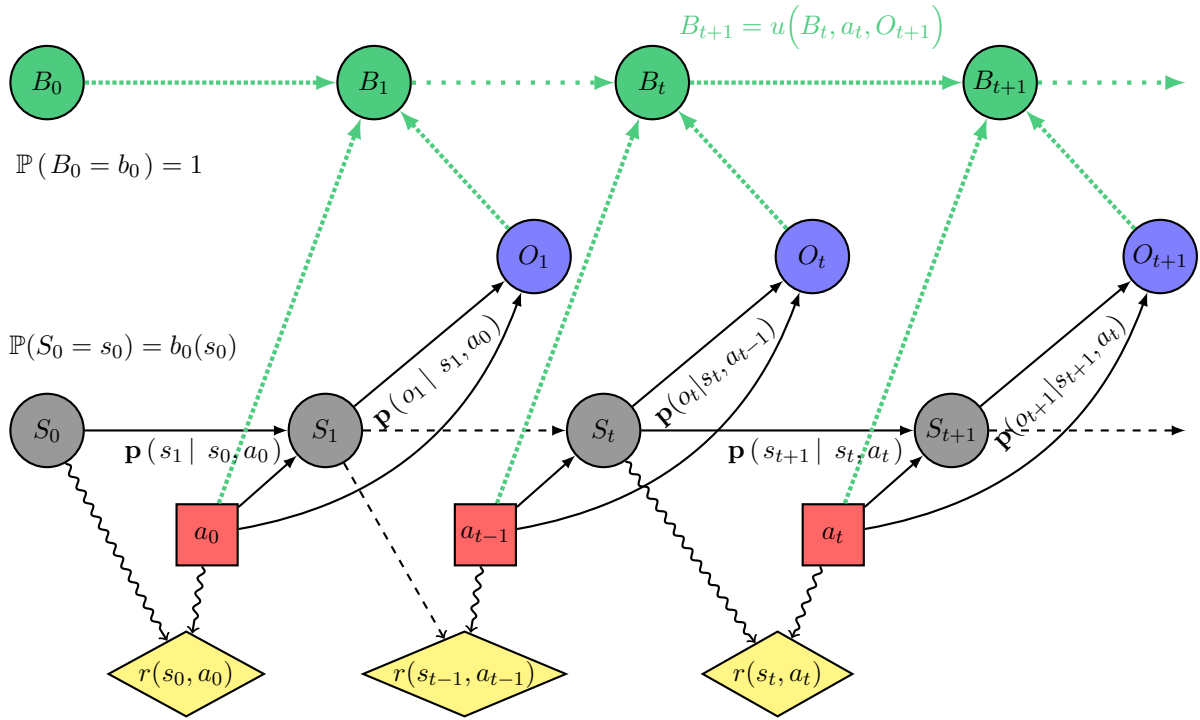 B_{t+1} = u(B_t, a_t, O_{t+1})
B_0
B_1
B_t
B_{t+1}
ℙ(B_0 = b_0) = 1
O_1
O_t
O_{t+1}
ℙ(S_0 = s_0) = b_0(s_0)
p(o_1 | s_1, a_0)
p(o_t|s_t, a_{t−1})
p(o_{t+1}|s_{t+1}, a_t)
S_0
S_1
S_t
S_{t+1}
p(s_1 | s_0, a_0)
p(s_{t+1} | s_t, a_t)
a_0
a_{t−1}
a_t
r(s_0, a_0)
r(s_{t−1}, a_{t−1})
r(s_t, a_t)